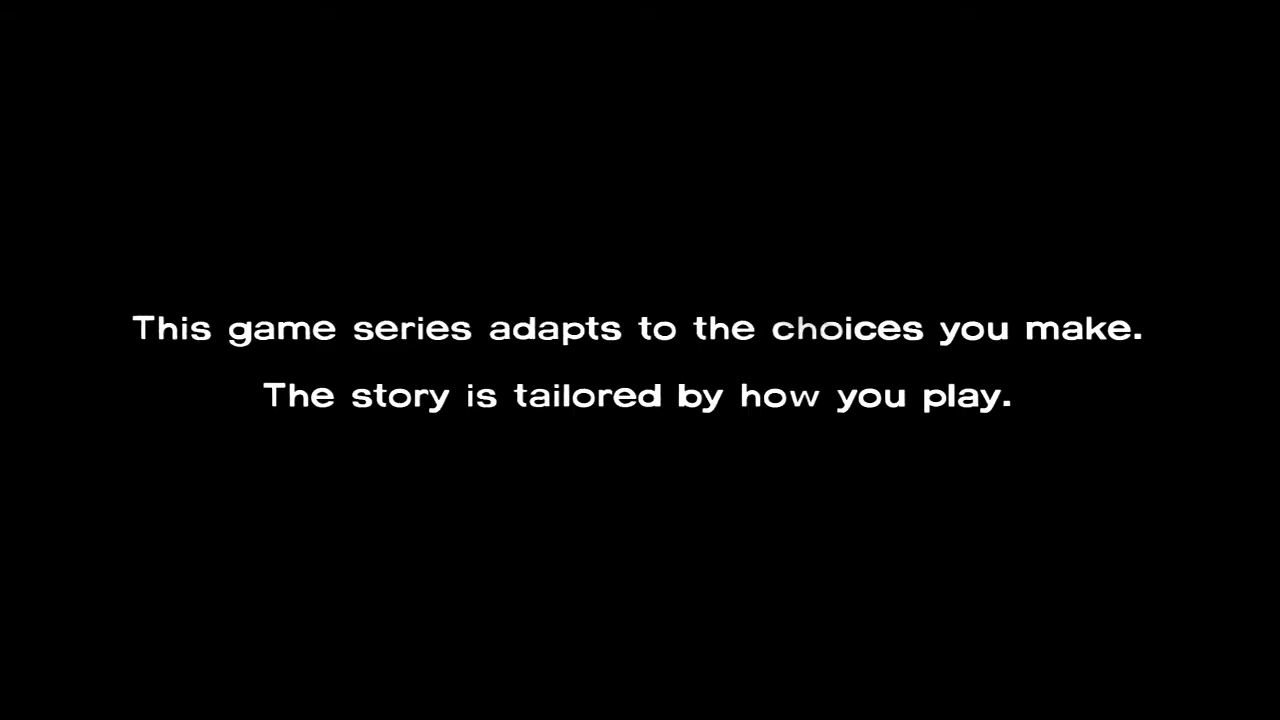 This game series adapts to the choices you make.
The story is tailored by how you play.